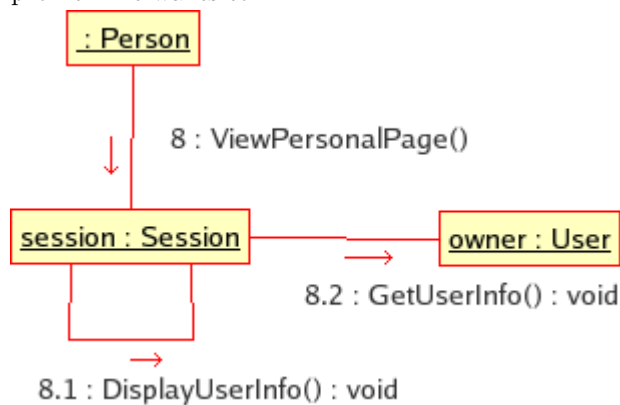 : Person
8 : ViewPersonalPage()
session : Session
owner : User
8.2 : GetUserInfo() : void
8.1 : DisplayUserInfo() : void